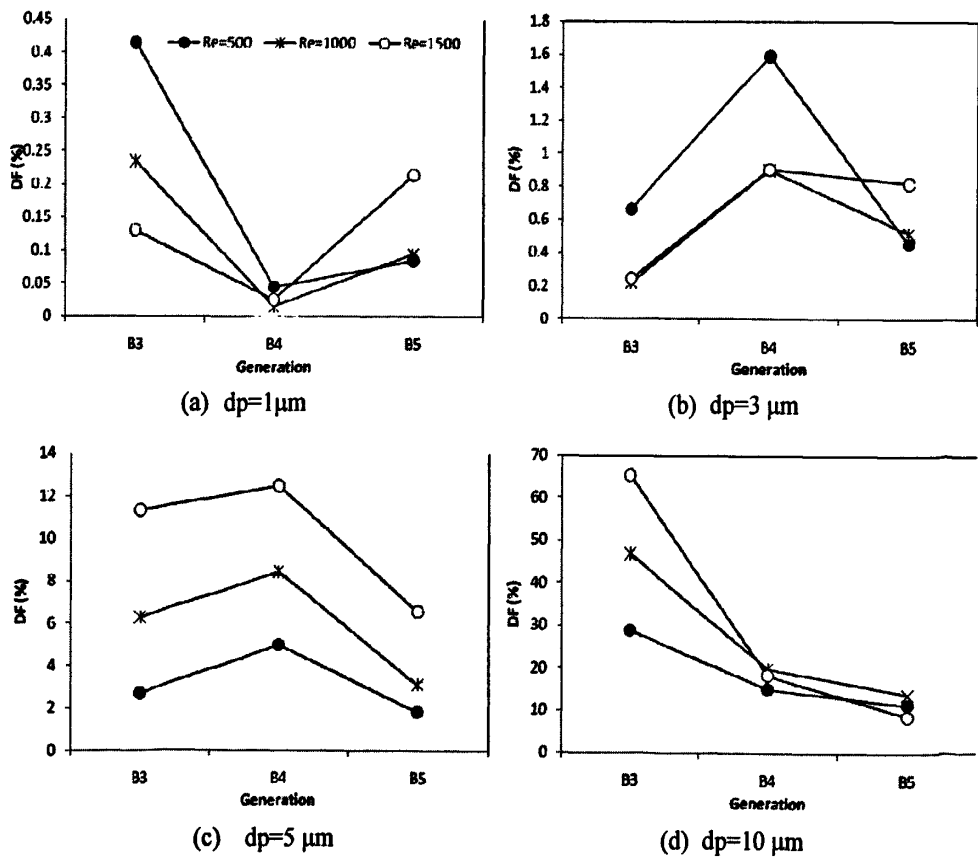 0.45
0.4
0.35
0.3
0.25
0.2
0.15
0.1
0.05
0
DF (%)
Re=500 Re=1000 Re=1500
B3 B4 B5
Generation
(a) dp=1μm
1.8
1.6
1.4
1.2
1
0.8
0.6
0.4
0.2
0
DF (%)
B3 B4 B5
Generation
(b) dp=3 μm
14
12
10
8
6
4
2
0
DF (%)
B3 B4 B5
Generation
(c) dp=5 μm
70
60
50
40
30
20
10
0
DF (%)
B3 B4 B5
Generation
(d) dp=10 μm